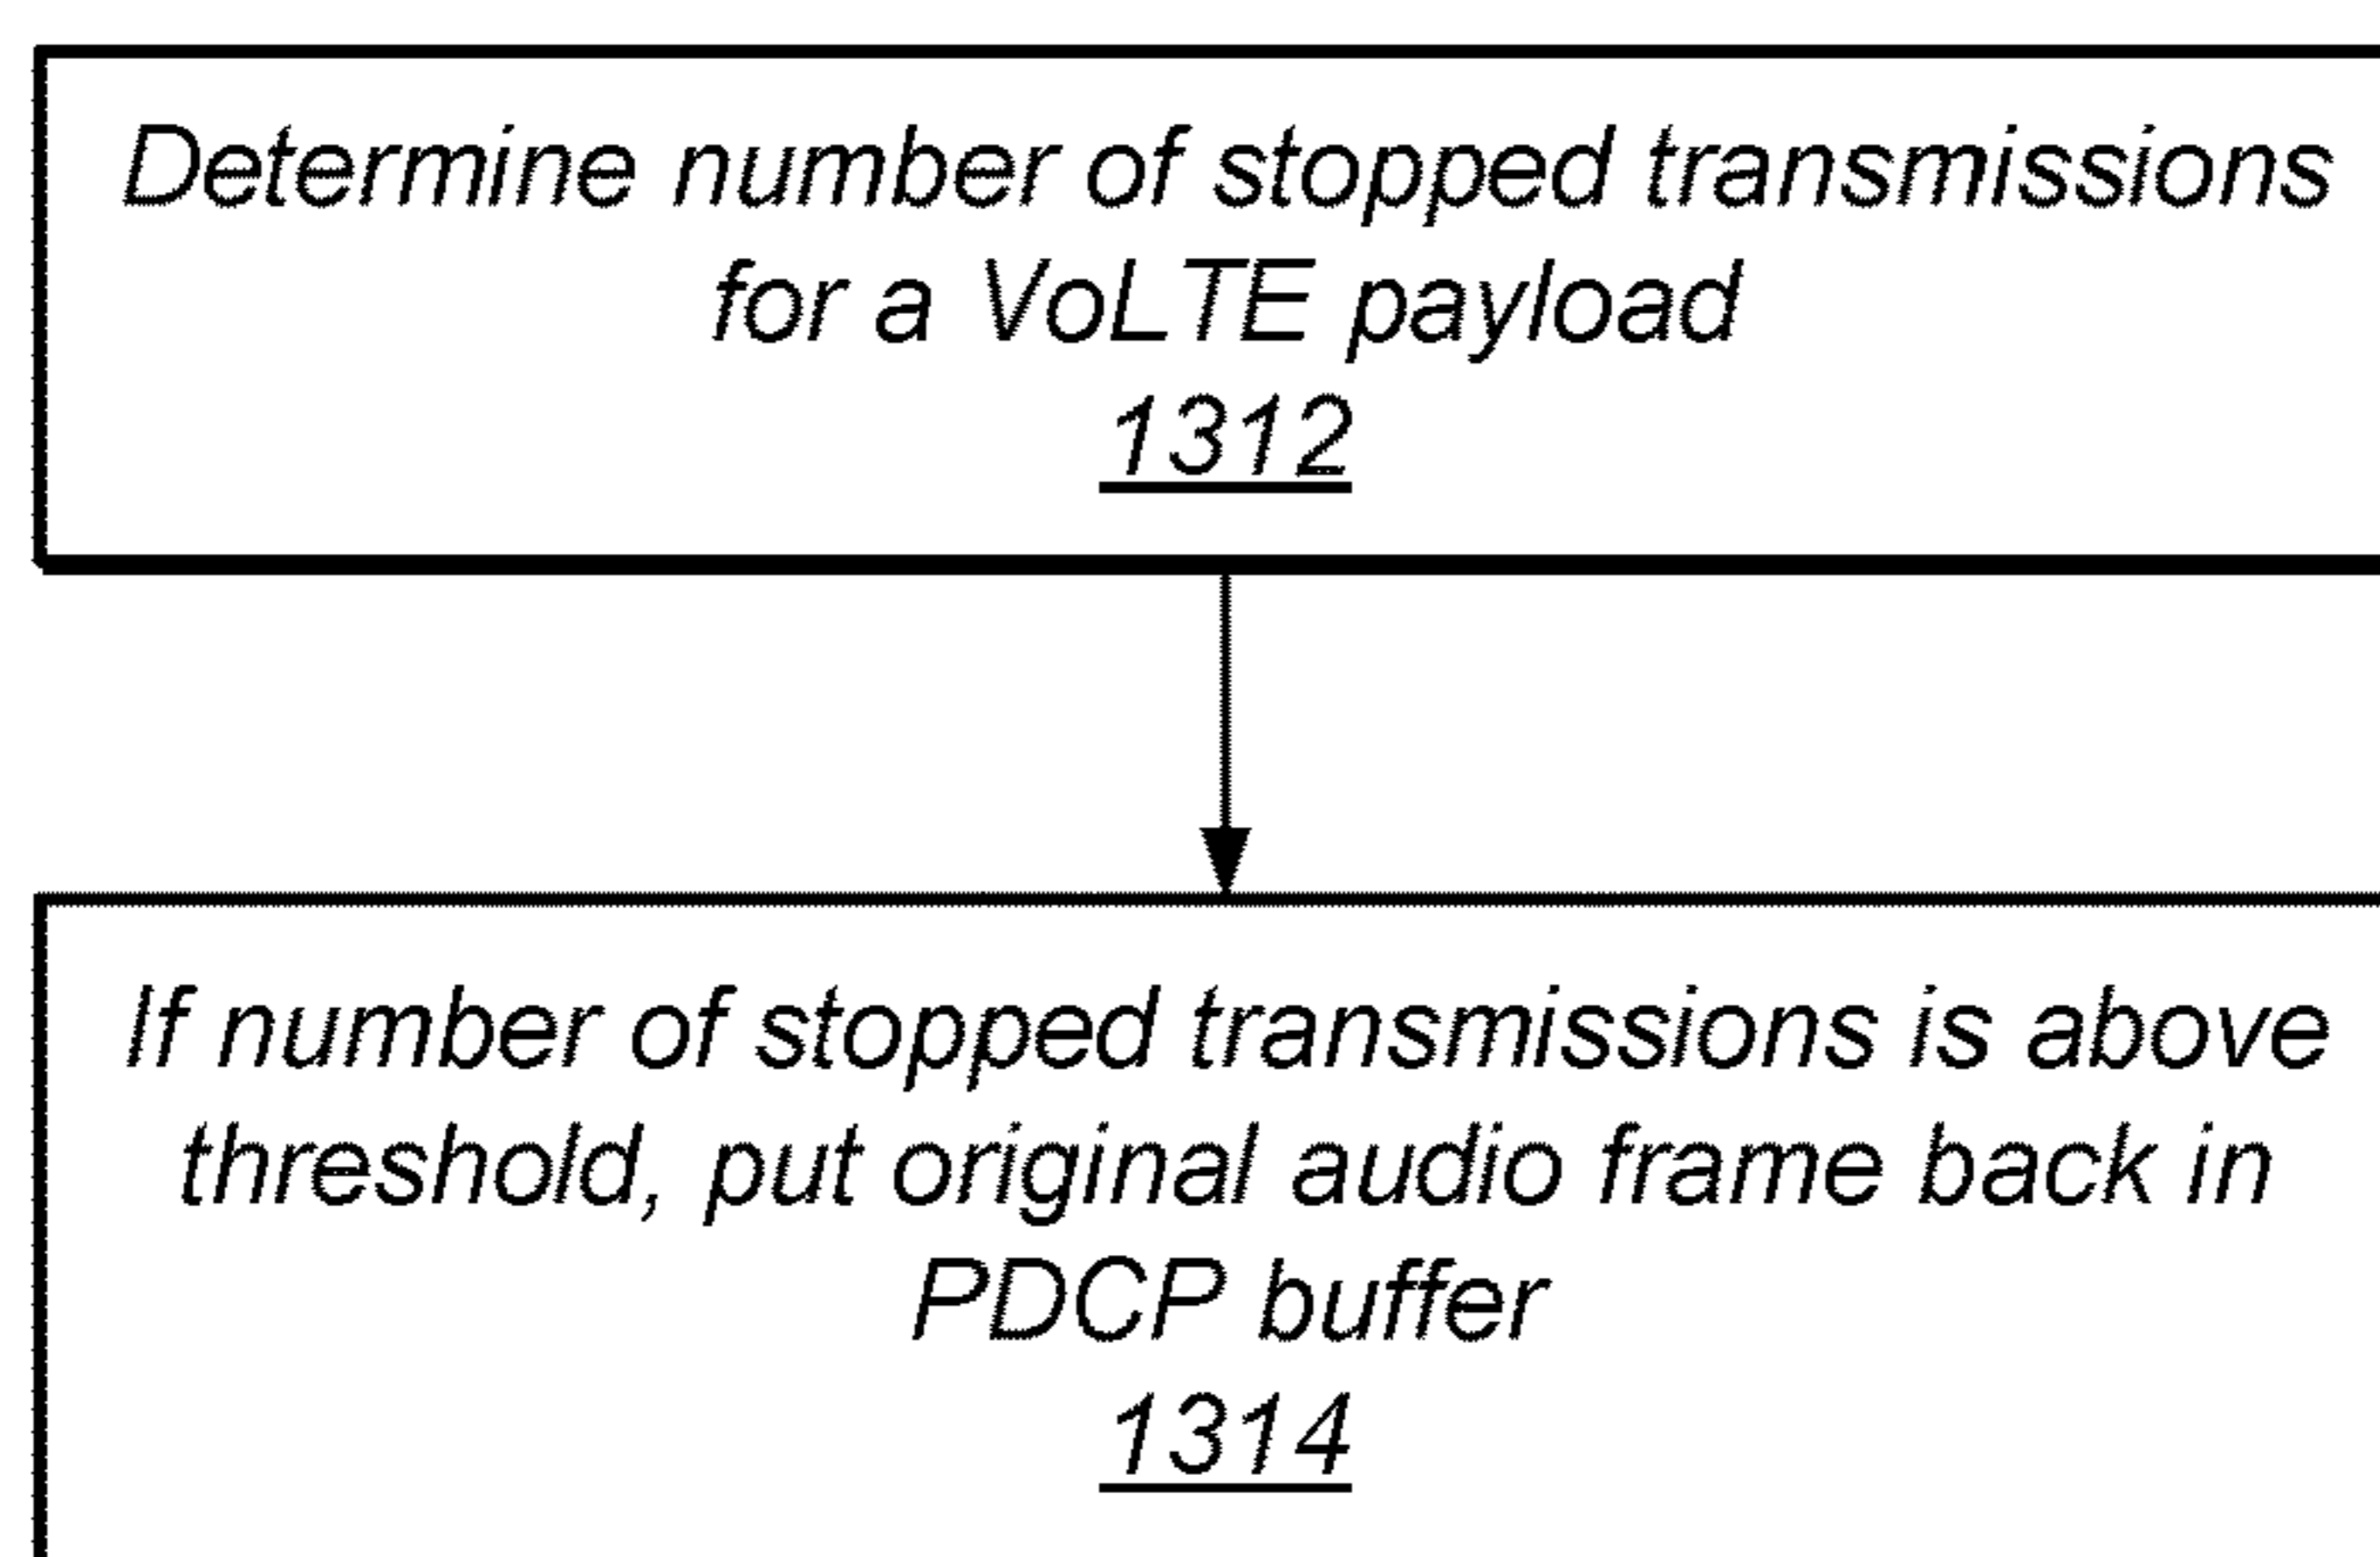 Determine number of stopped transmissions
for a VoLTE payload
1312
If number of stopped transmissions is above
threshold, put original audio frame back in
PDCP buffer
1314